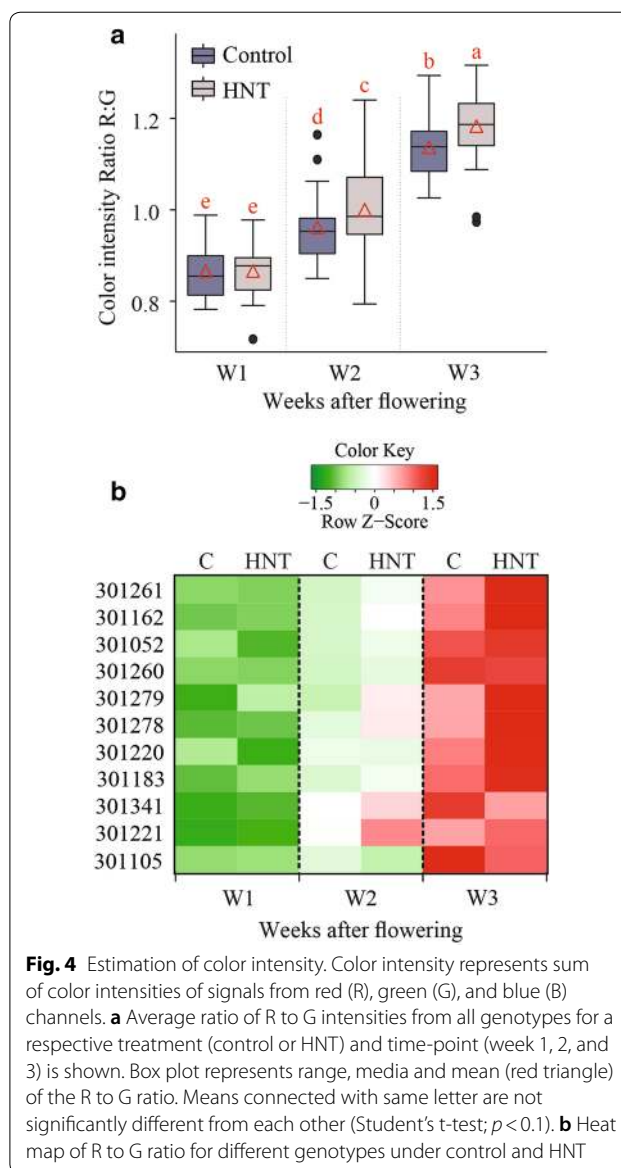 a
Control
HNT
Color intensity Ratio R:G
1.2
1.0
0.8
e
e
d
c
b
a
W1
W2
W3
Weeks after flowering
b
Color Key
−1.5
0
1.5
Row Z−Score
C HNT C HNT C HNT
301261
301162
301052
301260
301279
301278
301220
301183
301341
301221
301105
W1 W2 W3
Weeks after flowering
Fig. 4 Estimation of color intensity. Color intensity represents sum
of color intensities of signals from red (R), green (G), and blue (B)
channels. a Average ratio of R to G intensities from all genotypes for a
respective treatment (control or HNT) and time-point (week 1, 2, and
3) is shown. Box plot represents range, media and mean (red triangle)
of the R to G ratio. Means connected with same letter are not
significantly different from each other (Student’s t-test; p < 0.1). b Heat
map of R to G ratio for different genotypes under control and HNT